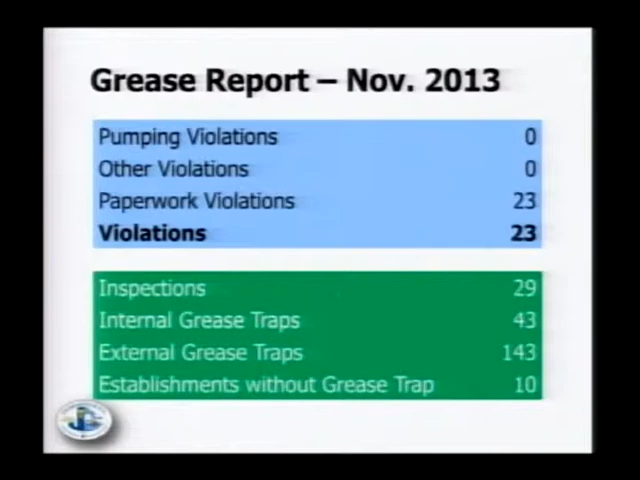 Grease Report – Nov. 2013
Pumping Violations 0
Other Violations 0
Paperwork Violations 23
Violations 23
Inspections 29
Internal Grease Traps 43
External Grease Traps 143
Establishments without Grease Trap 10